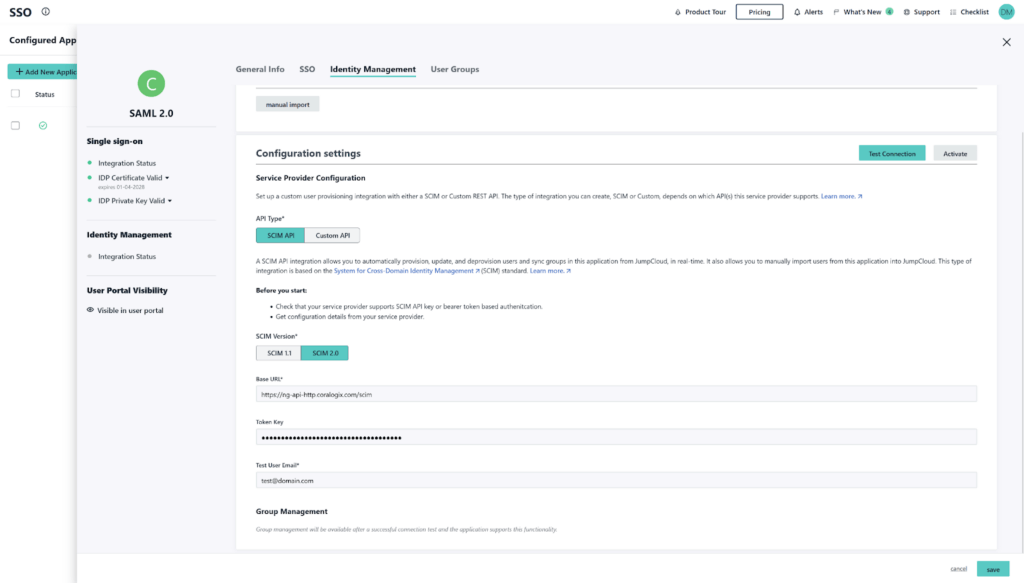 SSO
Product Tour
Pricing
Alerts
What's New
4
Support
Checklist
DM
Configured App
+ Add New Applic
Status
C
SAML 2.0
Single sign-on
Integration Status
IDP Certificate Valid
expires 01-04-2028
IDP Private Key Valid
Identity Management
Integration Status
User Portal Visibility
Visible in user portal
General Info
SSO
Identity Management
User Groups
manual import
Configuration settings
Test Connection
Activate
Service Provider Configuration
Set up a custom user provisioning integration with either a SCIM or Custom REST API. The type of integration you can create, SCIM or Custom, depends on which API(s) this service provider supports. Learn more.
API Type*
SCIM API
Custom API
A SCIM API integration allows you to automatically provision, update, and deprovision users and sync groups in this application from JumpCloud, in real-time. It also allows you to manually import users from this application into JumpCloud. This type of
integration is based on the System for Cross-Domain Identity Management (SCIM) standard. Learn more.
Before you start:
• Check that your service provider supports SCIM API key or bearer token based authenitcation.
• Get configuration details from your service provider.
SCIM Version*
SCIM 1.1
SCIM 2.0
Base URL*
https://ng-api-http.coralogix.com/scim
Token Key
Test User Email*
test@domain.com
Group Management
Group management will be available after a successful connection test and the application supports this functionality.
cancel
save